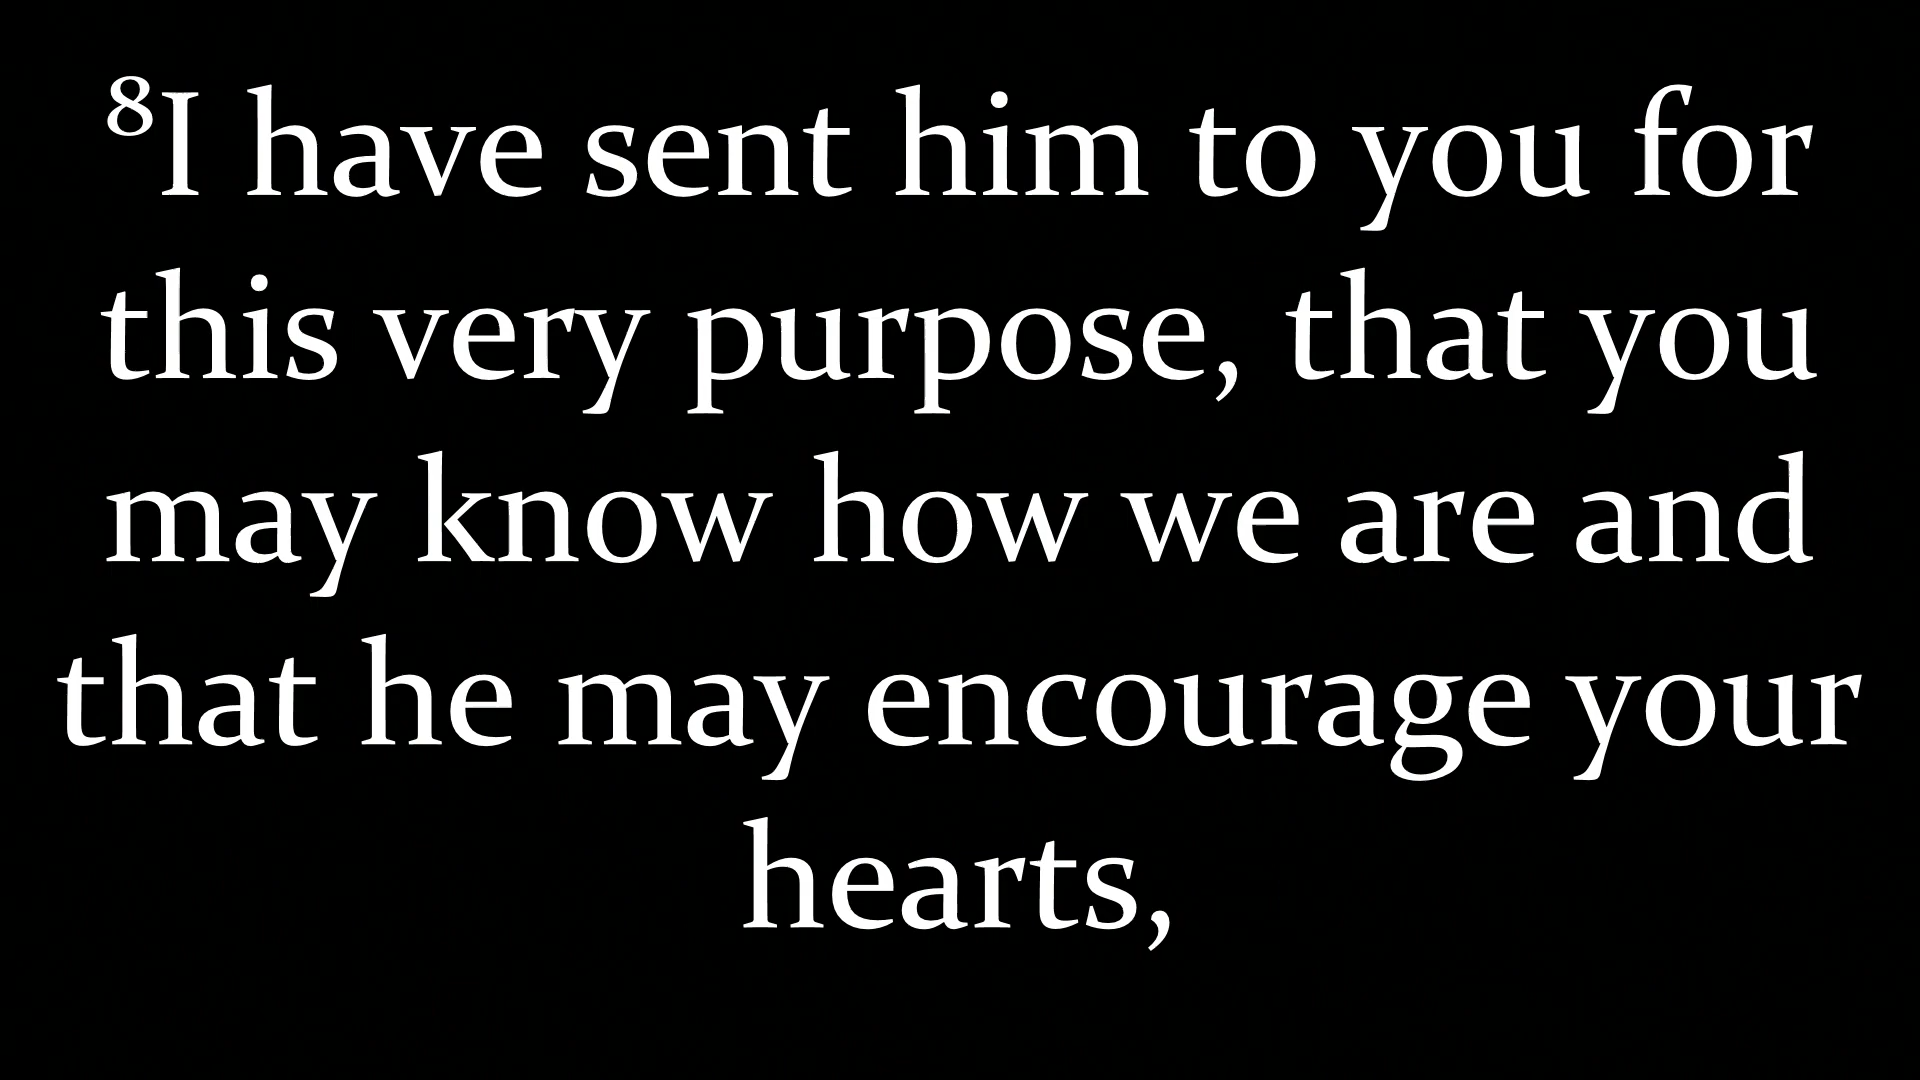 ⁸I have sent him to you for
this very purpose, that you
may know how we are and
that he may encourage your
hearts,